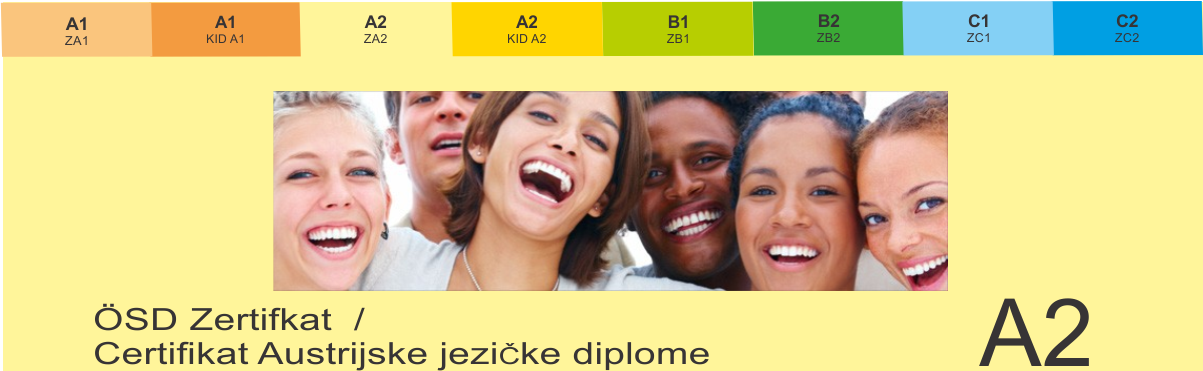 A1 A1 A2 A2 B1 B2 C1 C2
ZA1 KID A1 ZA2 KID A2 ZB1 ZB2 ZC1 ZC2
ÖSD Zertifkat /
Certifikat Austrijske jezičke diplome
A2